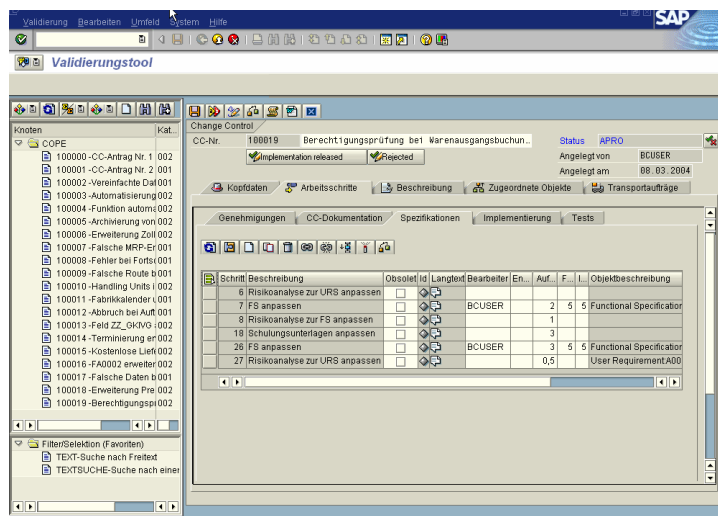 Validierung Bearbeiten Umfeld System Hilfe
SAP
Validierungstool
Knoten Kat...
COPE
100000 -CC-Antrag Nr. 1 002
100001 -CC-Antrag Nr. 2 001
100002 -Vereinfachte Dat 001
100003 -Automatisierung 002
100004 -Funktion automa 002
100005 -Archivierung von 002
100006 -Erweiterung Zoll 002
100007 -Falsche MRP-Er 001
100008 -Fehler bei Forts 001
100009 -Falsche Route b 001
100010 -Handling Units i 002
100011 -Fabrikkalender 001
100012 -Abbruch bei Auft 001
100013 -Feld ZZ_GKIVG 002
100014 -Terminierung er 002
100015 -Kostenlose Liefe 002
100016 -FA0002 erweiter 002
100017 -Falsche Daten b 001
100018 -Erweiterung Pre 002
100019 -Berechtigungsp 002
Filter/Selektion (Favoriten)
TEXT-Suche nach Freitext
TEXTSUCHE-Suche nach einer
Change Control
CC-Nr. 100019 Berechtigungsprüfung bei Warenausgangsbuchun.. Status APRO
Implementation released Rejected Angelegt von BCUSER
Angelegt am 08.03.2004
Kopfdaten Arbeitsschritte Beschreibung Zugeordnete Objekte Transportaufträge
Genehmigungen CC-Dokumentation Spezifikationen Implementierung Tests
Schritt Beschreibung Obsolet Id Langtext Bearbeiter En... Auf... F... I... Objektbeschreibung
6 Risikoanalyse zur URS anpassen
7 FS anpassen BCUSER 2 5 5 Functional Specification
8 Risikoanalyse zur FS anpassen 1
18 Schulungsunterlagen anpassen 3
26 FS anpassen BCUSER 3 5 5 Functional Specification
27 Risikoanalyse zur URS anpassen 0,5 User Requirement:A00